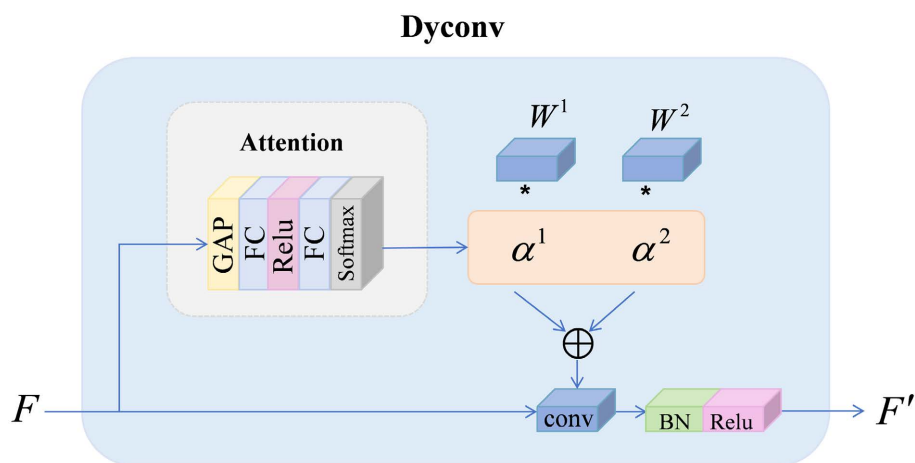 Dyconv
Attention
GAP
FC
Relu
FC
Softmax
W¹
W²
*
*
α¹
α²
F
conv
BN
Relu
F′